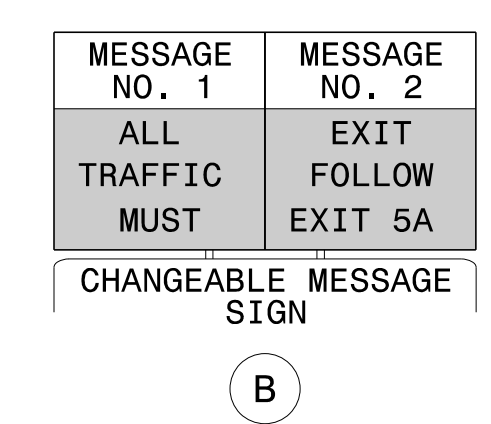 MESSAGE NO. 1
ALL
TRAFFIC
MUST
MESSAGE NO. 2
EXIT
FOLLOW
EXIT 5A
CHANGEABLE MESSAGE
SIGN
B